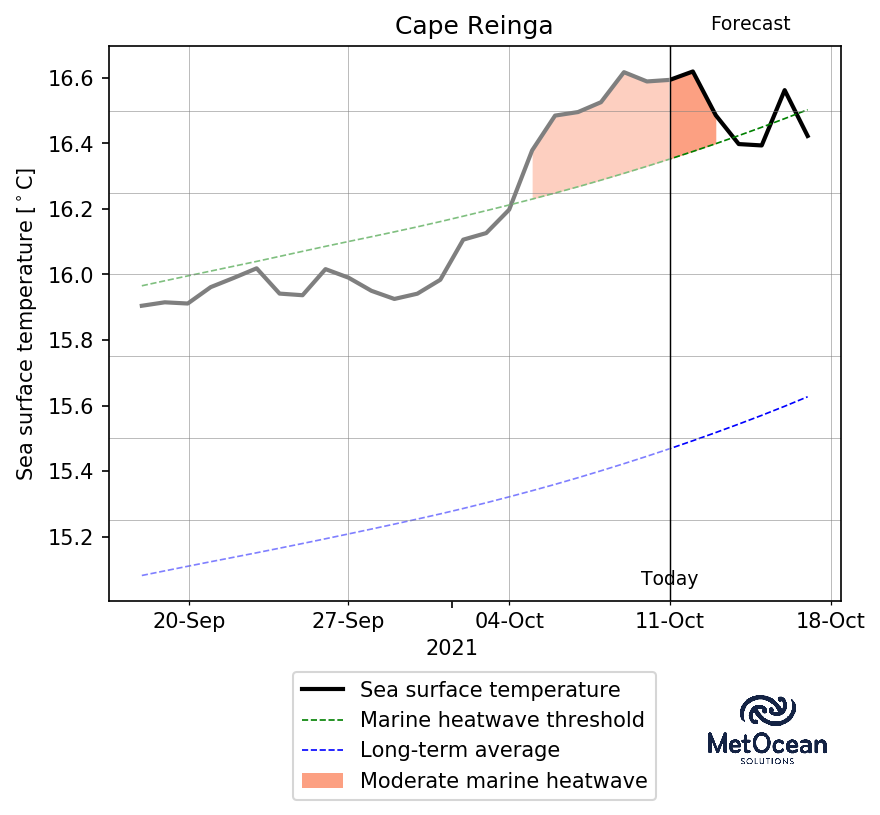 Cape Reinga
Forecast
Sea surface temperature [°C]
16.6
16.4
16.2
16.0
15.8
15.6
15.4
15.2
Today
20-Sep 27-Sep 04-Oct 11-Oct 18-Oct
2021
Sea surface temperature
Marine heatwave threshold
Long-term average
Moderate marine heatwave
MetOcean
SOLUTIONS